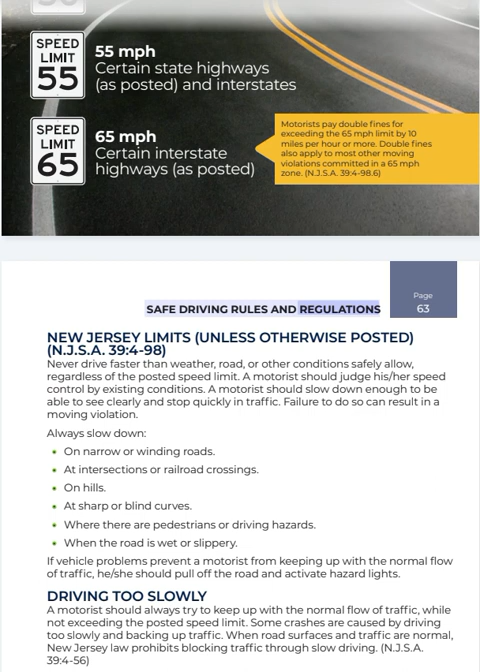 SPEED
LIMIT
55
55 mph
Certain state highways
(as posted) and interstates
SPEED
LIMIT
65
65 mph
Certain interstate
highways (as posted)
Motorists pay double fines for
exceeding the 65 mph limit by 10
miles per hour or more. Double fines
also apply to most other moving
violations committed in a 65 mph
zone. (N.J.S.A. 39:4-98.6)
Page
63
SAFE DRIVING RULES AND REGULATIONS
NEW JERSEY LIMITS (UNLESS OTHERWISE POSTED)
(N.J.S.A. 39:4-98)
Never drive faster than weather, road, or other conditions safely allow,
regardless of the posted speed limit. A motorist should judge his/her speed
control by existing conditions. A motorist should slow down enough to be
able to see clearly and stop quickly in traffic. Failure to do so can result in a
moving violation.
Always slow down:
• On narrow or winding roads.
• At intersections or railroad crossings.
• On hills.
• At sharp or blind curves.
• Where there are pedestrians or driving hazards.
• When the road is wet or slippery.
If vehicle problems prevent a motorist from keeping up with the normal flow
of traffic, he/she should pull off the road and activate hazard lights.
DRIVING TOO SLOWLY
A motorist should always try to keep up with the normal flow of traffic, while
not exceeding the posted speed limit. Some crashes are caused by driving
too slowly and backing up traffic. When road surfaces and traffic are normal,
New Jersey law prohibits blocking traffic through slow driving. (N.J.S.A.
39:4-56)